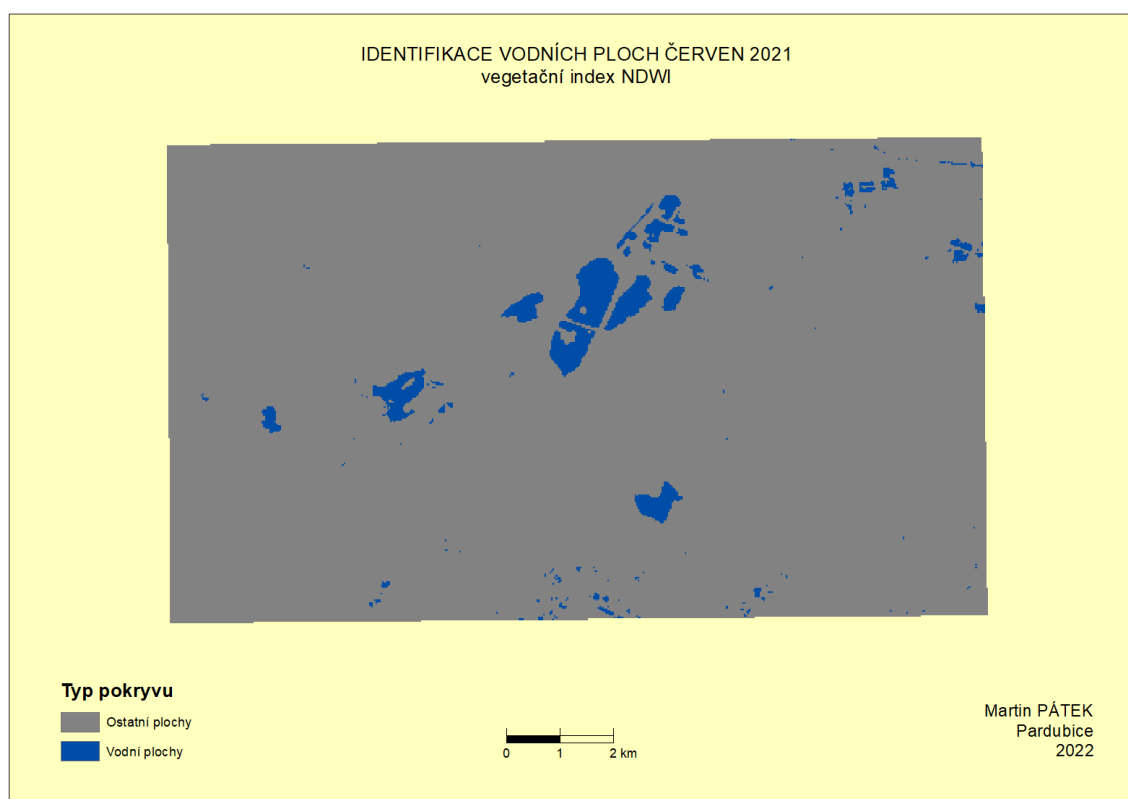 IDENTIFIKACE VODNÍCH PLOCH ČERVEN 2021
vegetační index NDWI
Typ pokryvu
Ostatní plochy
Vodní plochy
0 1 2 km
Martin PÁTEK
Pardubice
2022